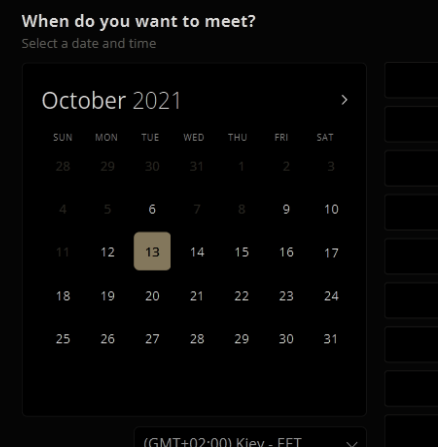 When do you want to meet?
Select a date and time
October 2021
SUN MON TUE WED THU FRI SAT
28 29 30 31 1 2 3
4 5 6 7 8 9 10
11 12 13 14 15 16 17
18 19 20 21 22 23 24
25 26 27 28 29 30 31
(GMT+02:00) Kiev - EET